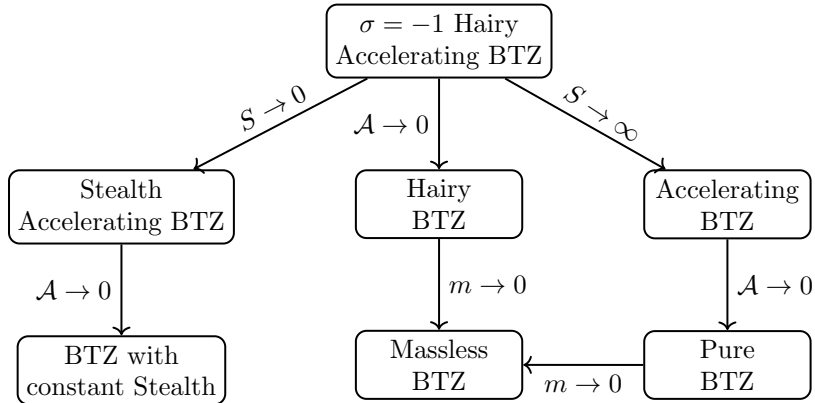 σ = −1 Hairy
Accelerating BTZ
S → 0
𝒜 → 0
S → ∞
Stealth
Accelerating BTZ
Hairy
BTZ
Accelerating
BTZ
𝒜 → 0
m → 0
𝒜 → 0
BTZ with
constant Stealth
Massless
BTZ
m → 0
Pure
BTZ